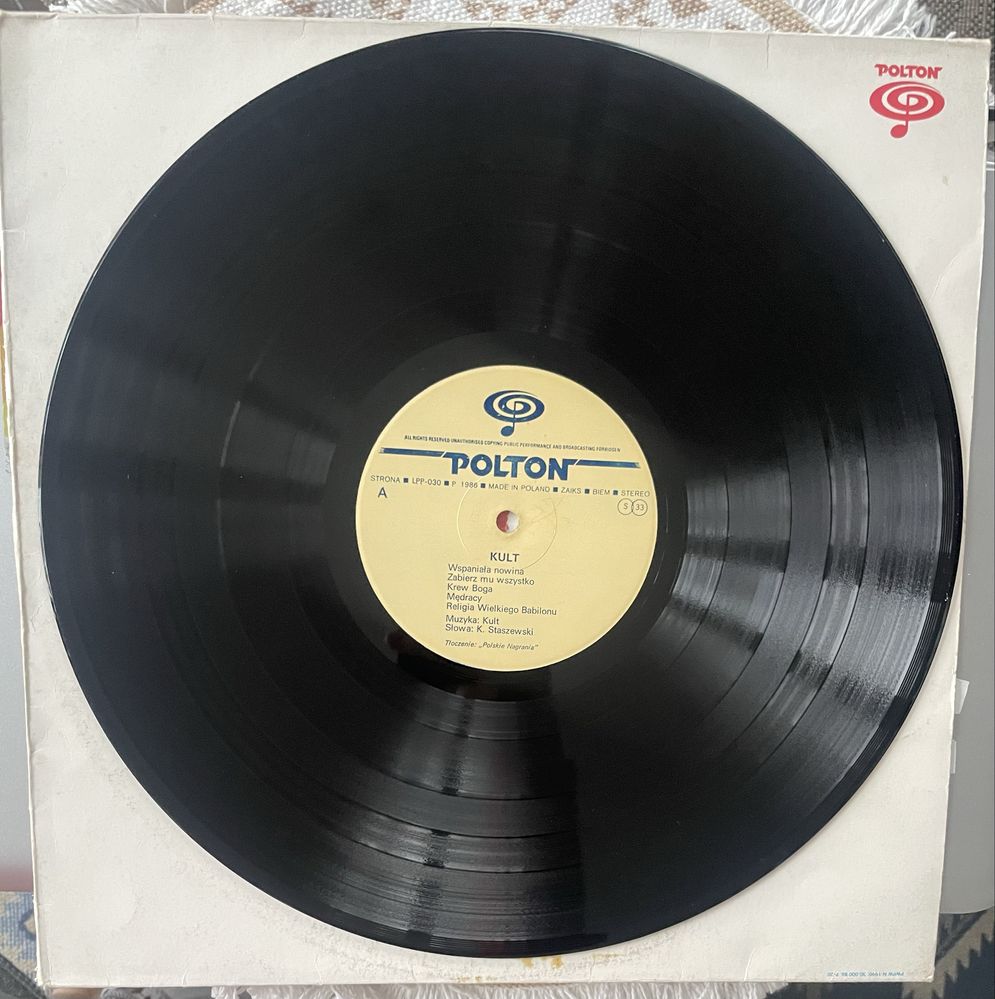 POLTON
ALL RIGHTS RESERVED UNAUTHORISED COPYING PUBLIC PERFORMANCE AND BROADCASTING FORBIDDEN
POLTON
STRONA ■ LPP-030 ■ P 1986 ■ MADE IN POLAND ■ ZAIKS ■ BIEM ■ STEREO
A
S 33
KULT
Wspaniała nowina
Zabierz mu wszystko
Krew Boga
Mędracy
Religia Wielkiego Babilonu
Muzyka: Kult
Słowa: K. Staszewski
Tłoczenie: „Polskie Nagrania"